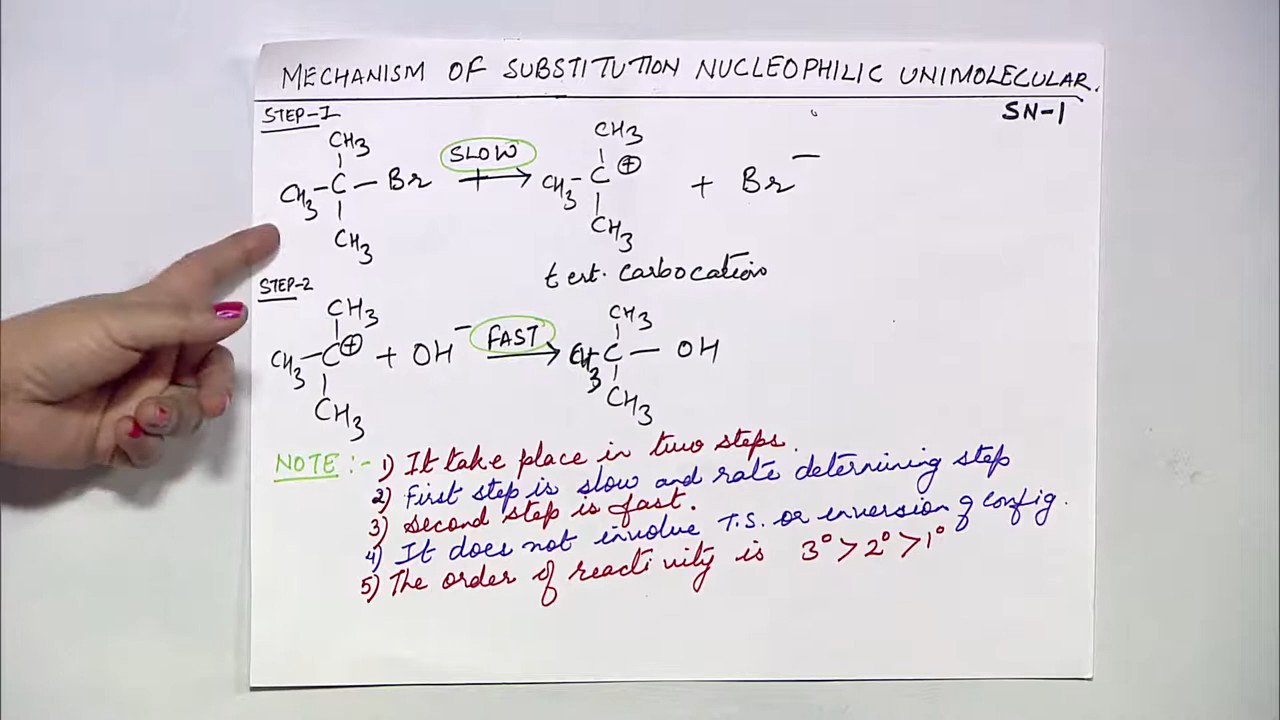 MECHANISM OF SUBSTITUTION NUCLEOPHILIC UNIMOLECULAR.
SN-1
STEP-I
CH3
CH3-C-Br SLOW CH3-C⊕ + Br−
CH3
CH3
CH3
tert. carbocation
STEP-2
CH3
CH3-C⊕ + OH− FAST CH3-C-OH
CH3
CH3
CH3
NOTE:- 1) It take place in two steps.
2) First step is slow and rate determining step
3) Second step is fast.
4) It does not involve T.S. or inversion of config.
5) The order of reactivity is 3°>2°>1°